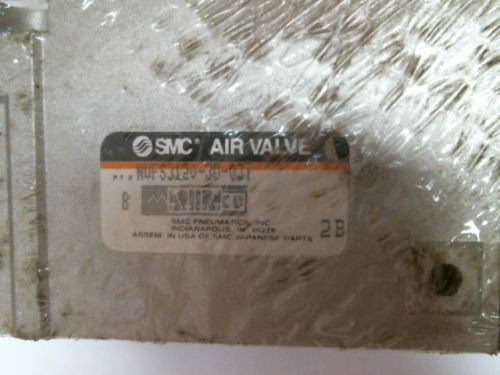 SMC AIR VALVE
PT # NVFS3120-3D-03T
B
SMC PNEUMATICS, INC
INDIANAPOLIS, IN 46226
ASSEM. IN USA OF SMC JAPANESE PARTS
2B